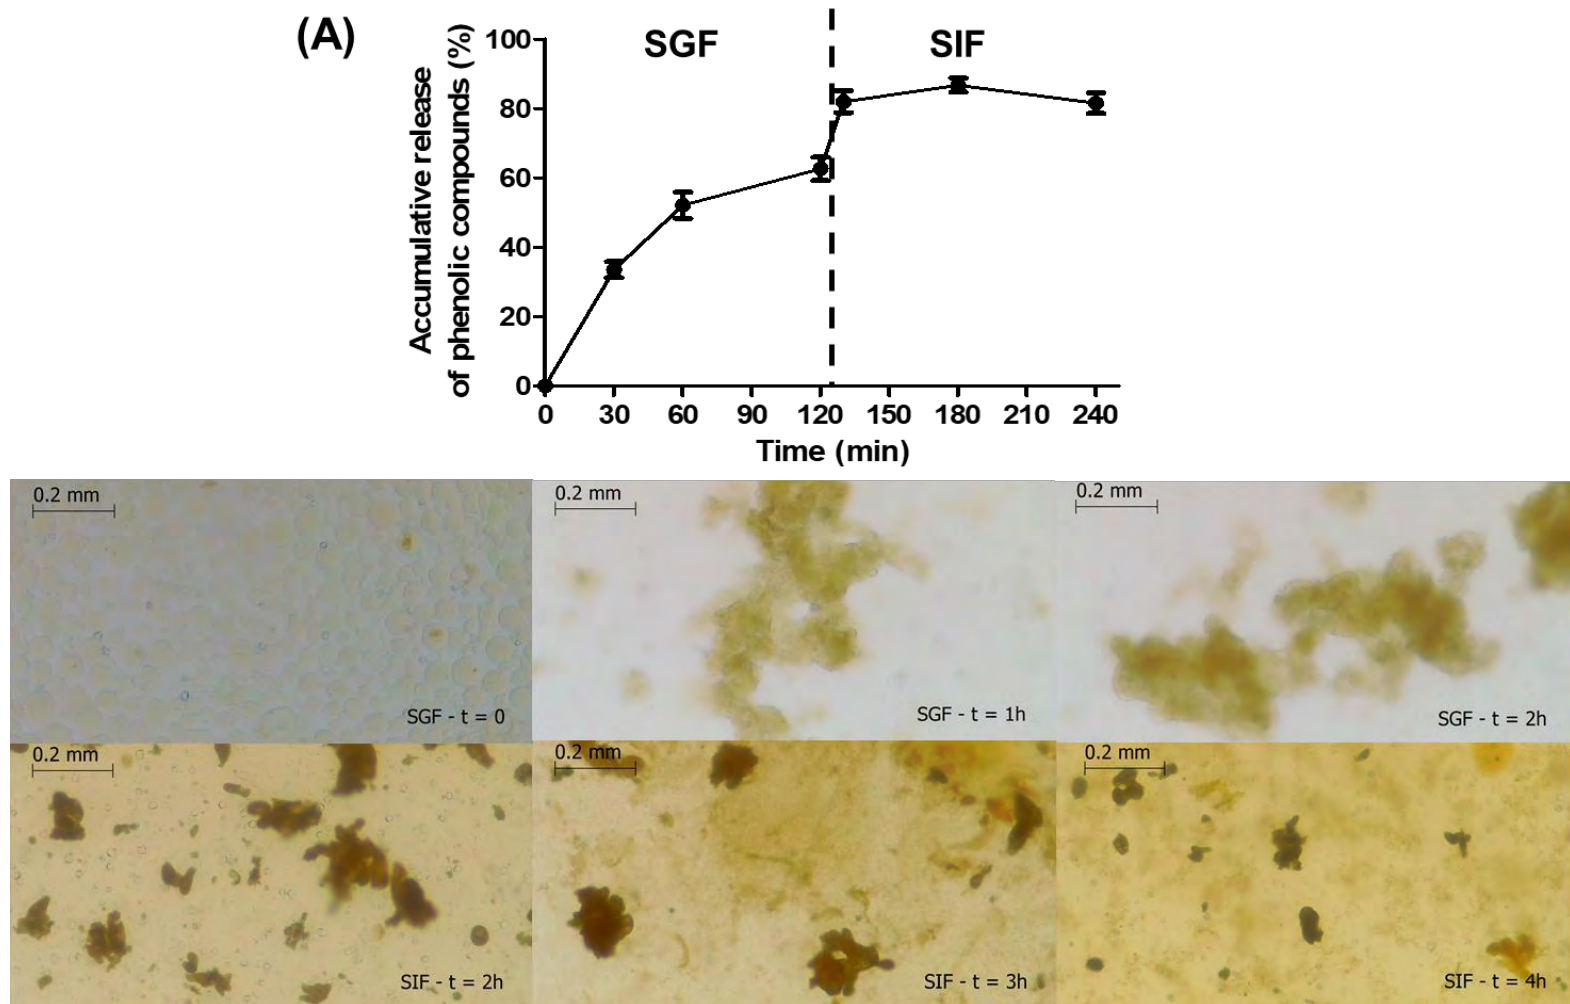 (A)
SGF
SIF
Accumulative release
of phenolic compounds (%)
100
80
60
40
20
0
0 30 60 90 120 150 180 210 240
Time (min)
0.2 mm
SGF - t = 0
0.2 mm
SGF - t = 1h
0.2 mm
SGF - t = 2h
0.2 mm
SIF - t = 2h
0.2 mm
SIF - t = 3h
0.2 mm
SIF - t = 4h